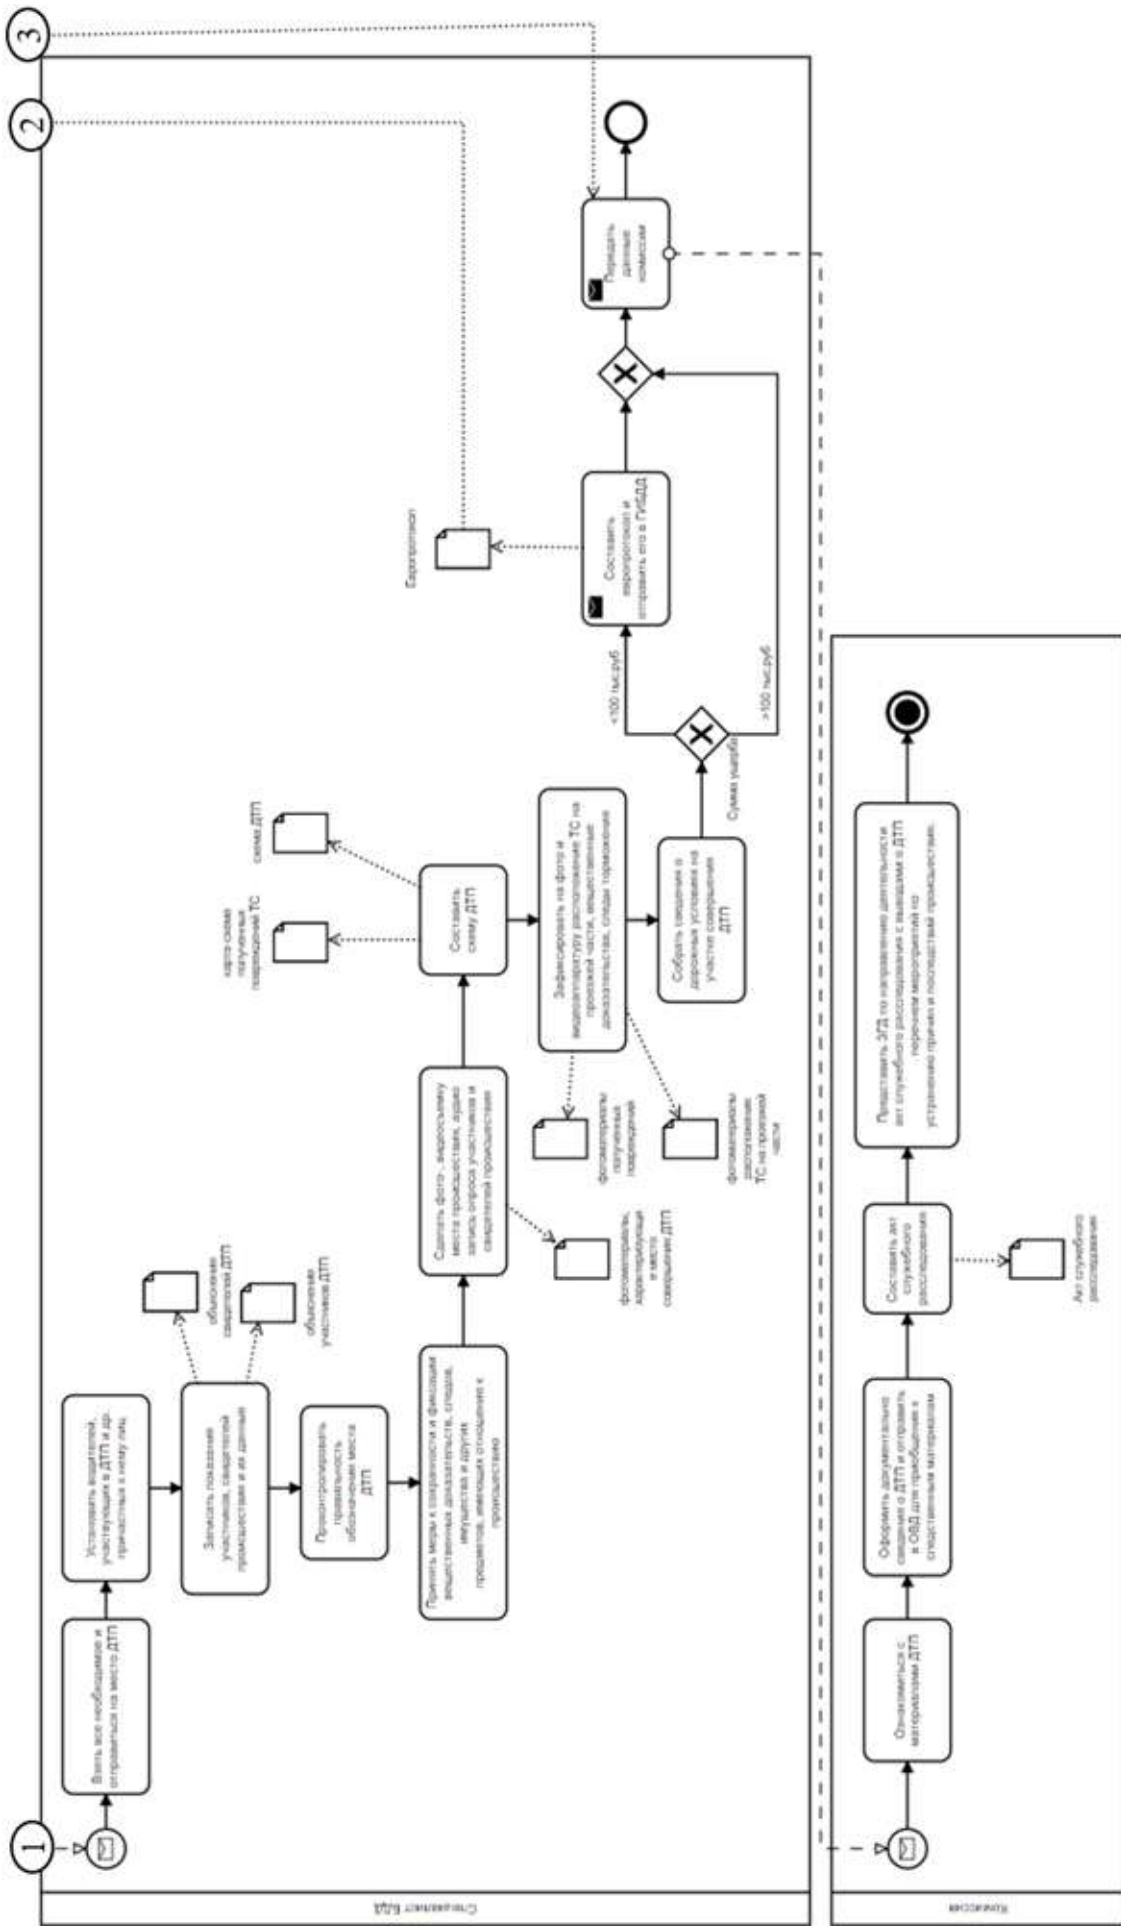 1
2
3
Специалист БДД
Взять все необходимое и
отправиться на место ДТП
Установить водителей,
участвующих в ДТП и др.
причастных к нему лиц
Записать показания
участников, свидетелей
происшествия и их данные
объяснения
свидетелей ДТП
объяснения
участников ДТП
Проконтролировать
правильность
обозначения места
ДТП
Принять меры к сохранности и фиксации
вещественных доказательств, следов,
имущества и других
предметов, имеющих отношение к
происшествию
Сделать фото-, видеосъемку
места происшествия, аудио
запись опроса участников и
свидетелей происшествия
фотоматериалы,
характеризующи
е место
совершения ДТП
Составить
схему ДТП
карта-схема
полученных
повреждений ТС
схема ДТП
Зафиксировать на фото и
видеоаппаратуру расположение ТС на
проезжей части, вещественные
доказательства, следы торможения
фотоматериалы
полученных
повреждений
фотоматериалы
расположения
ТС на проезжей
части
Собрать сведения о
дорожных условиях на
участке совершения
ДТП
Сумма ущерба
<100 тыс.руб
>100 тыс.руб
Составить
европротокол и
отправить его в ГИБДД
Европротокол
Передать
данные
комиссии
Комиссия
Ознакомиться с
материалами ДТП
Оформить документально
сведения о ДТП и отправить
в ОВД для приобщения к
следственным материалам
Составить акт
служебного
расследования
Акт служебного
расследования
Представить ЗГД по направлению деятельности
акт служебного расследования с выводами о ДТП
перечнем мероприятий по
устранению причин и последствий происшествия.